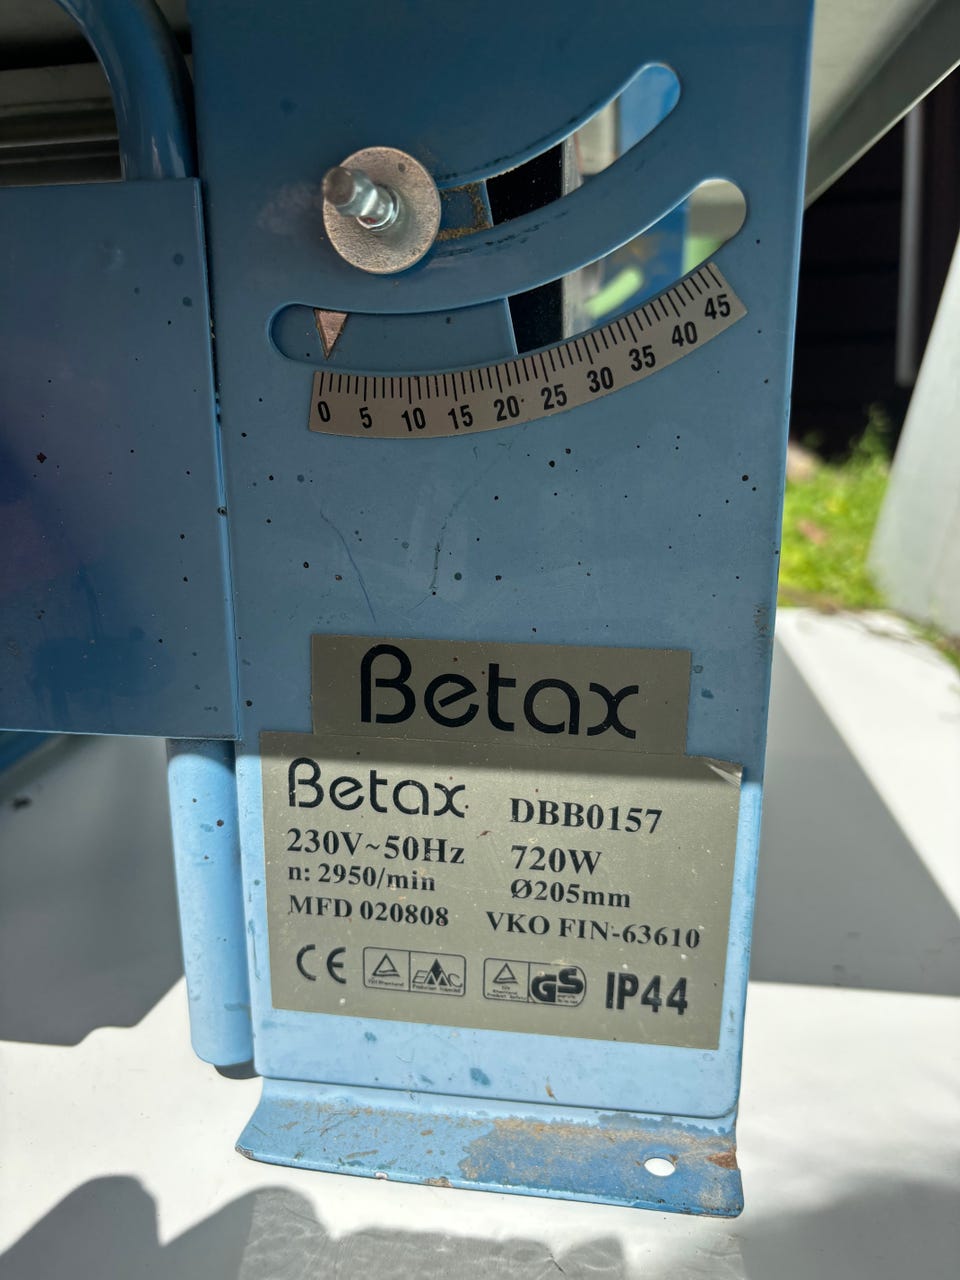 0 5 10 15 20 25 30 35 40 45
Betax
Betax DBB0157
230V~50Hz 720W
n: 2950/min Ø205mm
MFD 020808 VKO FIN-63610
CE EMC GS IP44